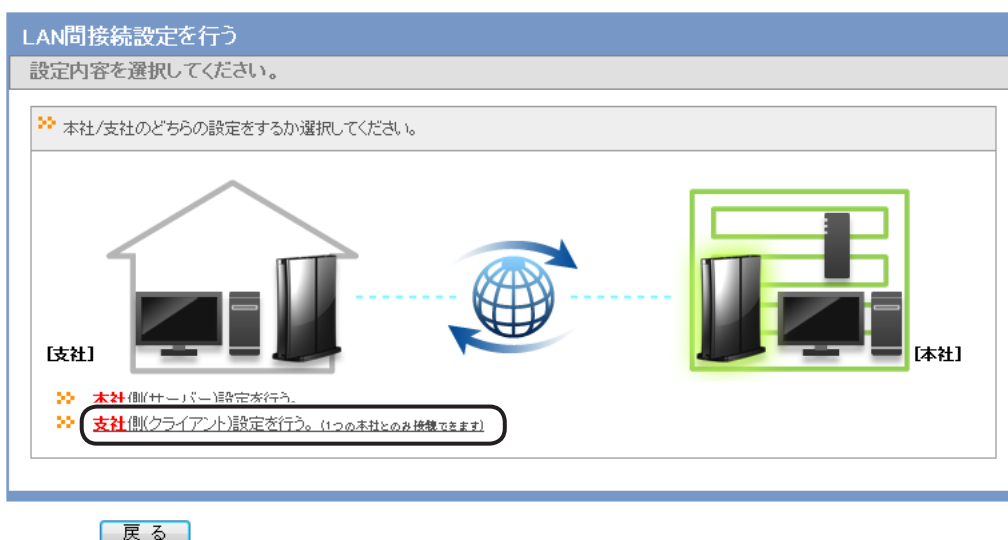 LAN間接続設定を行う
設定内容を選択してください。
本社/支社のどちらの設定をするか選択してください。
[支社]
[本社]
本社側(サーバー)設定を行う。
支社側(クライアント)設定を行う。(1つの本社とのみ接続できます)
戻る